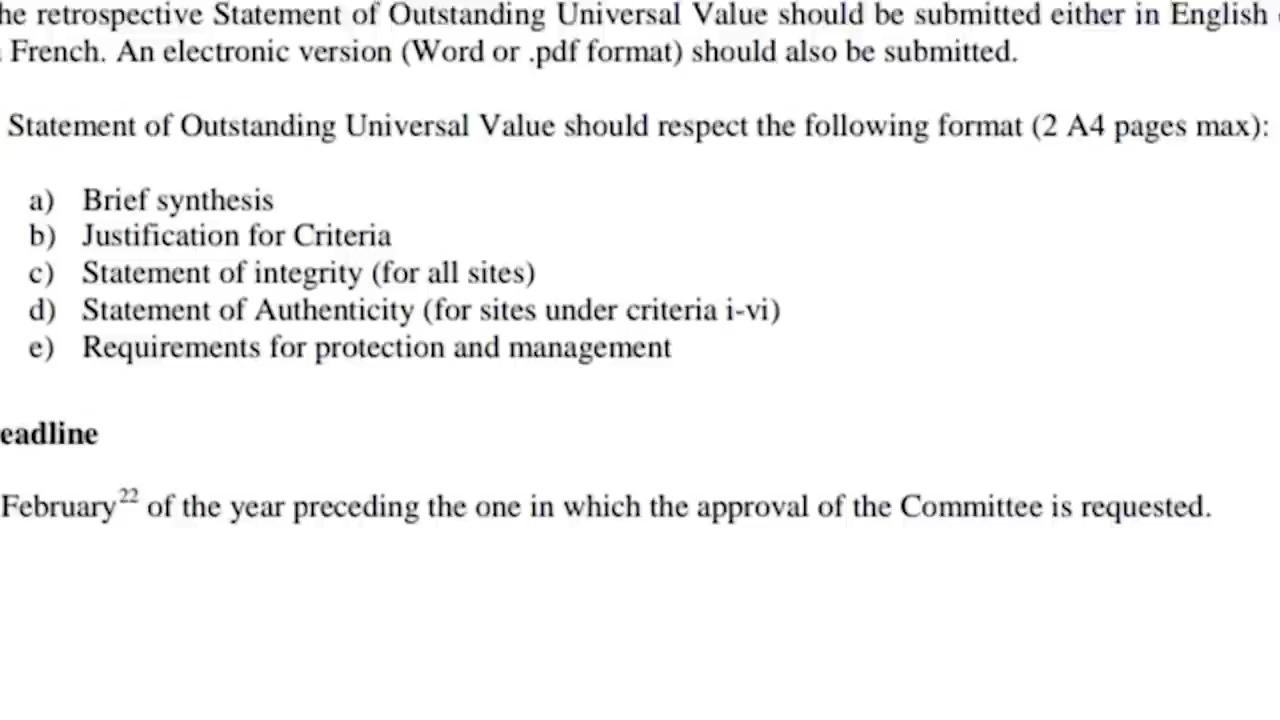 he retrospective Statement of Outstanding Universal Value should be submitted either in English
French. An electronic version (Word or .pdf format) should also be submitted.
Statement of Outstanding Universal Value should respect the following format (2 A4 pages max):
a) Brief synthesis
b) Justification for Criteria
c) Statement of integrity (for all sites)
d) Statement of Authenticity (for sites under criteria i-vi)
e) Requirements for protection and management
eadline
February22 of the year preceding the one in which the approval of the Committee is requested.